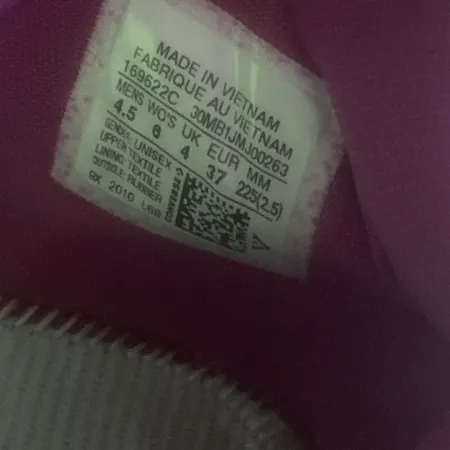 MADE IN VIETNAM
FABRIQUE AU VIETNAM
169622C 30MB1JMJ00263
MENS WO'S UK EUR MM
4.5 6 4 37 225(2.5)
GENDER: UNISEX
UPPER:TEXTILE
LINING:TEXTILE
OUTSOLE:RUBBER
CONVERSE